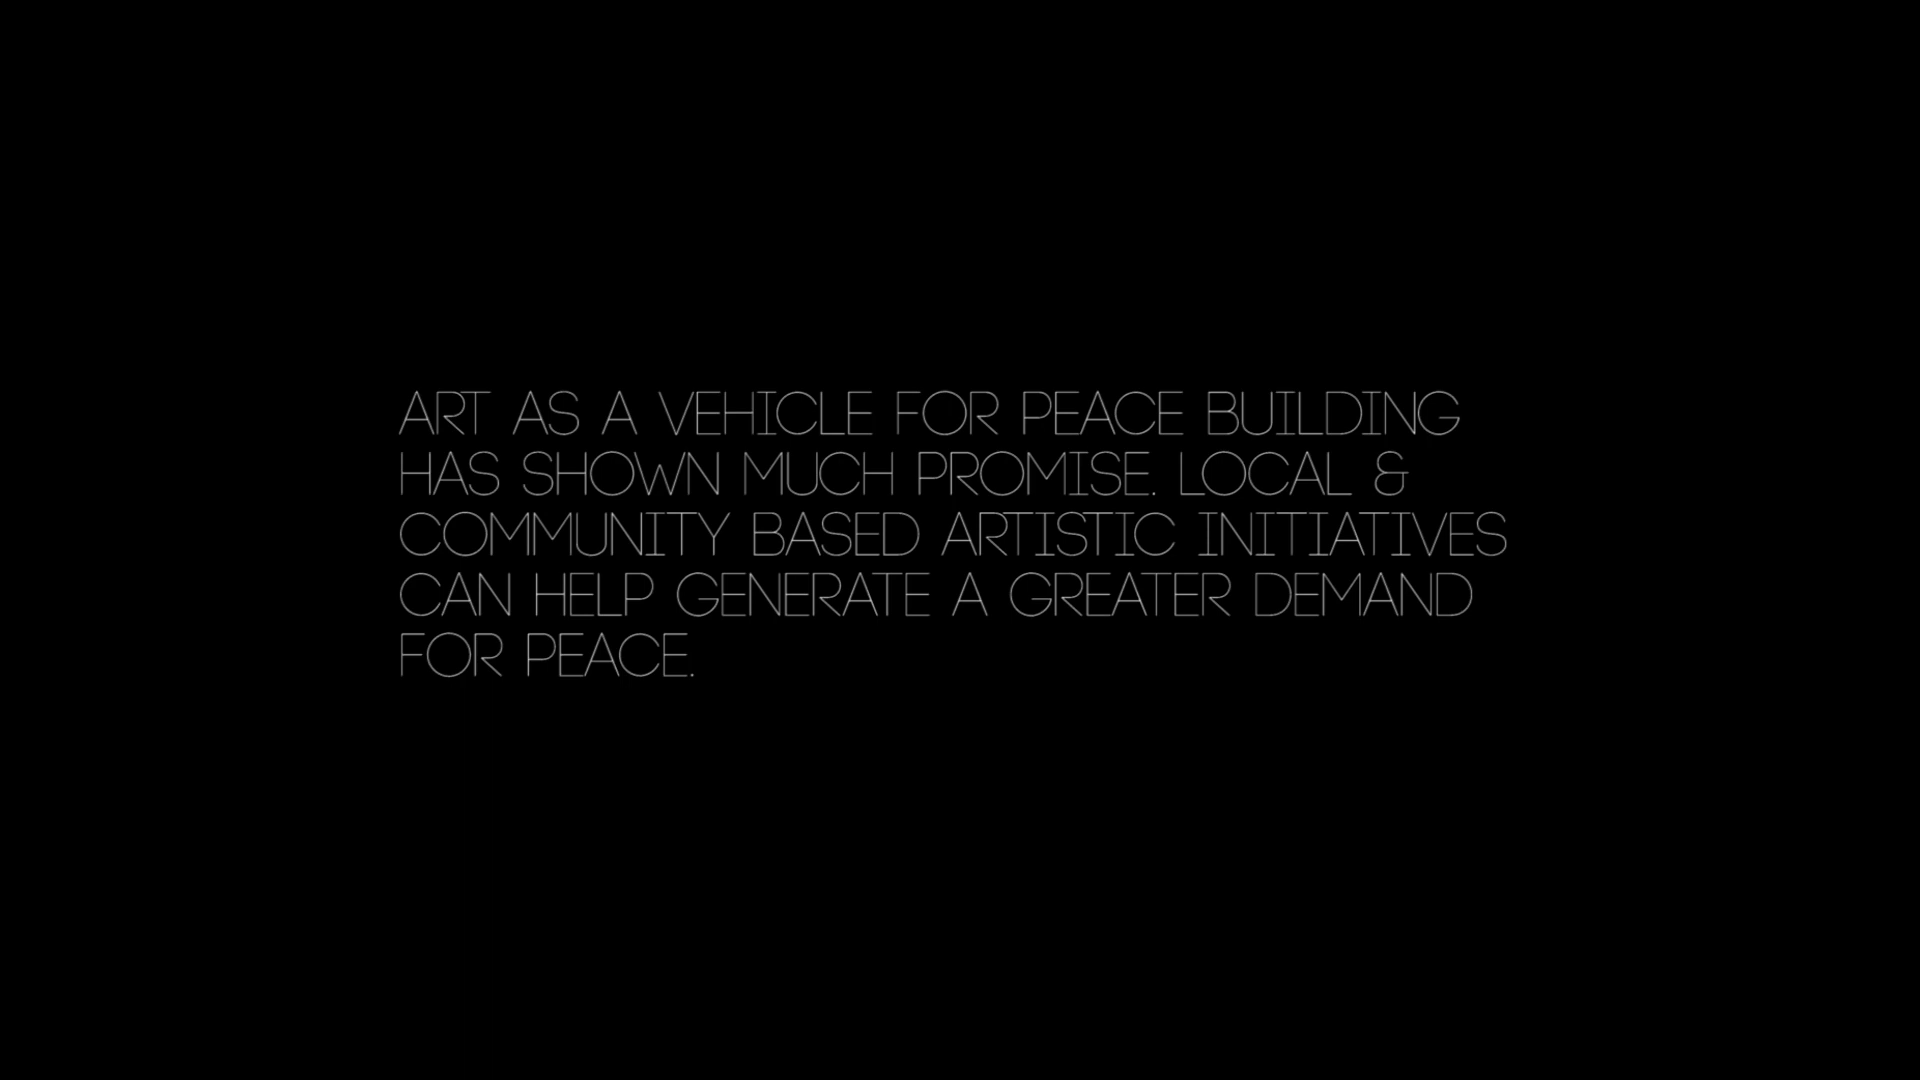 ART AS A VEHICLE FOR PEACE BUILDING
HAS SHOWN MUCH PROMISE. LOCAL &
COMMUNITY BASED ARTISTIC INITIATIVES
CAN HELP GENERATE A GREATER DEMAND
FOR PEACE.